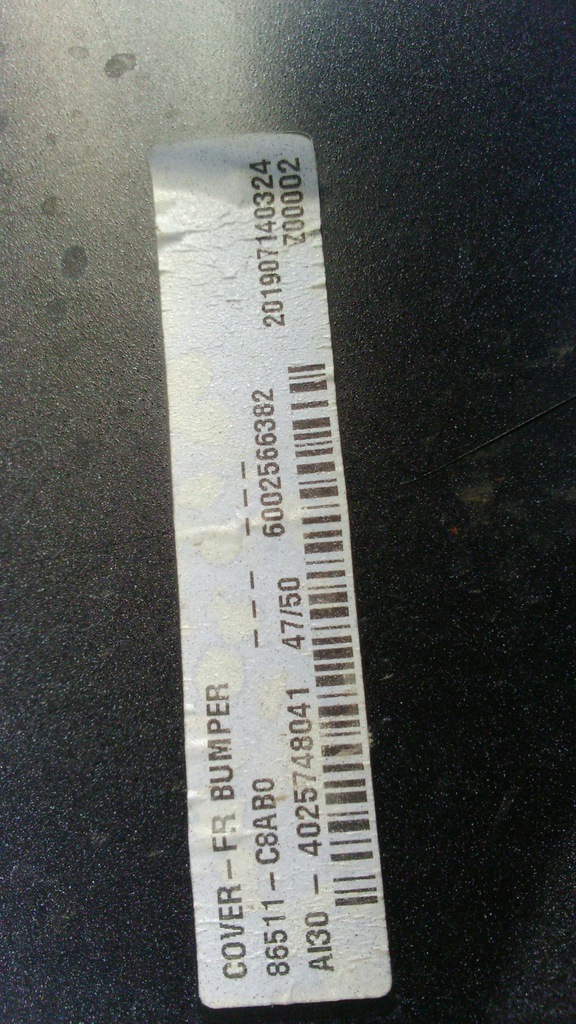 COVER-FR BUMPER
86511-C8AB0 --- --- 201907140324
AI30 - 4025748041 47/50 6002566382 Z00002